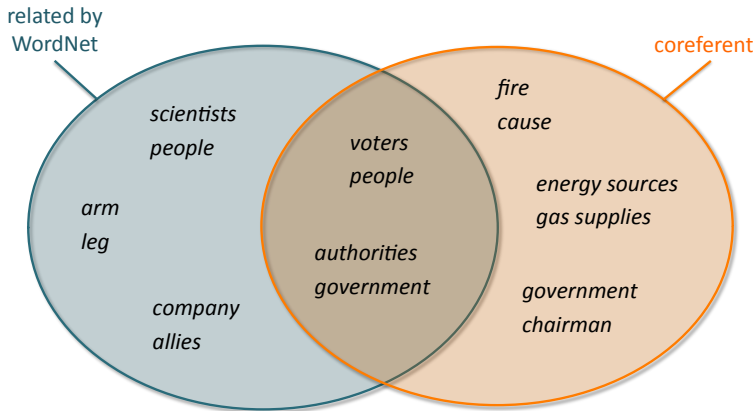 related by
WordNet
coreferent
scientists
people
arm
leg
company
allies
voters
people
authorities
government
fire
cause
energy sources
gas supplies
government
chairman